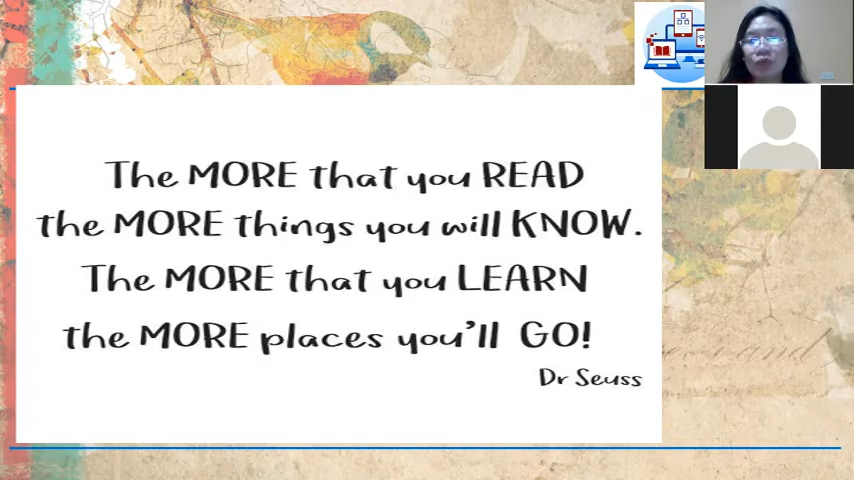 The MORE that you READ
the MORE things you will KNOW.
The MORE that you LEARN
the MORE places you'll GO!
Dr Seuss